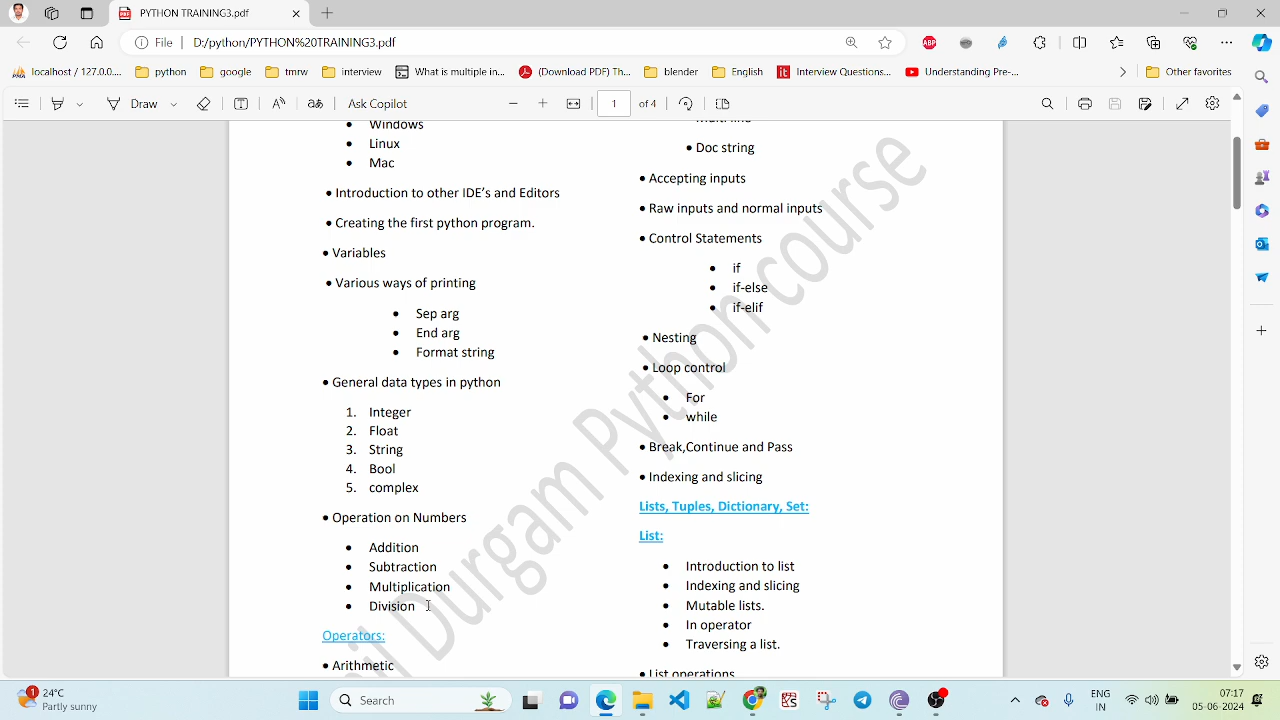 PYTHON TRAINING3.pdf
File
D:/python/PYTHON%20TRAINING3.pdf
ABP
localhost / 127.0.0...
python
google
tmrw
interview
What is multiple in...
(Download PDF) Th...
blender
English
Interview Questions...
Understanding Pre-...
Other favorites
Draw
Ask Copilot
1
of 4
• Windows
• Linux
• Mac
• Introduction to other IDE's and Editors
• Creating the first python program.
• Variables
• Various ways of printing
• Sep arg
• End arg
• Format string
• General data types in python
1. Integer
2. Float
3. String
4. Bool
5. complex
• Operation on Numbers
• Addition
• Subtraction
• Multiplication
• Division
Operators:
• Arithmetic
• Doc string
• Accepting inputs
• Raw inputs and normal inputs
• Control Statements
• if
• if-else
• if-elif
• Nesting
• Loop control
• For
• while
• Break,Continue and Pass
• Indexing and slicing
Lists, Tuples, Dictionary, Set:
List:
• Introduction to list
• Indexing and slicing
• Mutable lists.
• In operator
• Traversing a list.
• List operations
Durgam Python course
1
24°C
Partly sunny
Search
ENG
IN
07:17
05-06-2024